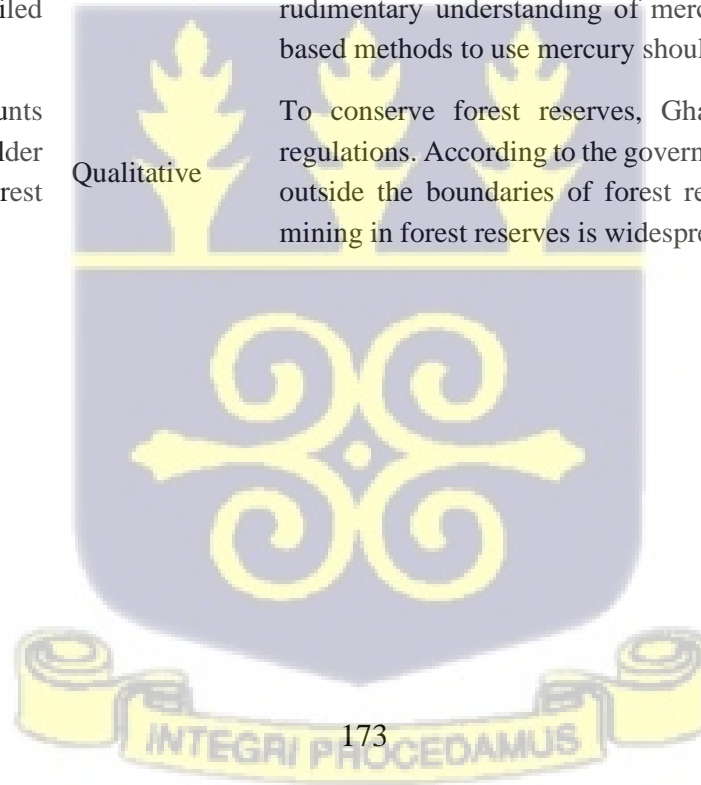 iled
unts
lder
rest
Qualitative
rudimentary understanding of merc
based methods to use mercury shoul
To conserve forest reserves, Gha
regulations. According to the govern
outside the boundaries of forest re
mining in forest reserves is widespre
173
INTEGRI PROCEDAMUS